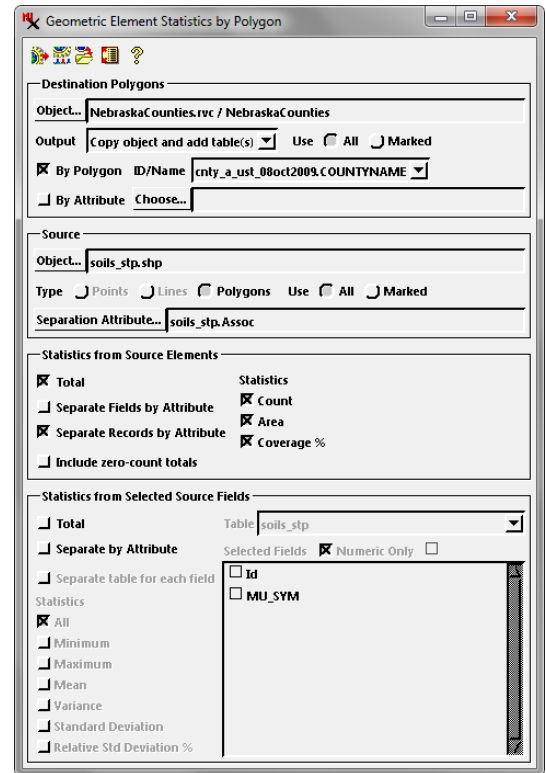 Geometric Element Statistics by Polygon
Destination Polygons
Object... NebraskaCounties.rvc / NebraskaCounties
Output Copy object and add table(s) Use All Marked
By Polygon ID/Name cnty_a_ust_08oct2009.COUNTYNAME
By Attribute Choose...
Source
Object... soils_stp.shp
Type Points Lines Polygons Use All Marked
Separation Attribute... soils_stp.Assoc
Statistics from Source Elements
Total
Separate Fields by Attribute
Separate Records by Attribute
Include zero-count totals
Statistics
Count
Area
Coverage %
Statistics from Selected Source Fields
Total Table soils_stp
Separate by Attribute Selected Fields Numeric Only
Separate table for each field
Statistics
All
Minimum
Maximum
Mean
Variance
Standard Deviation
Relative Std Deviation %
Id
MU_SYM